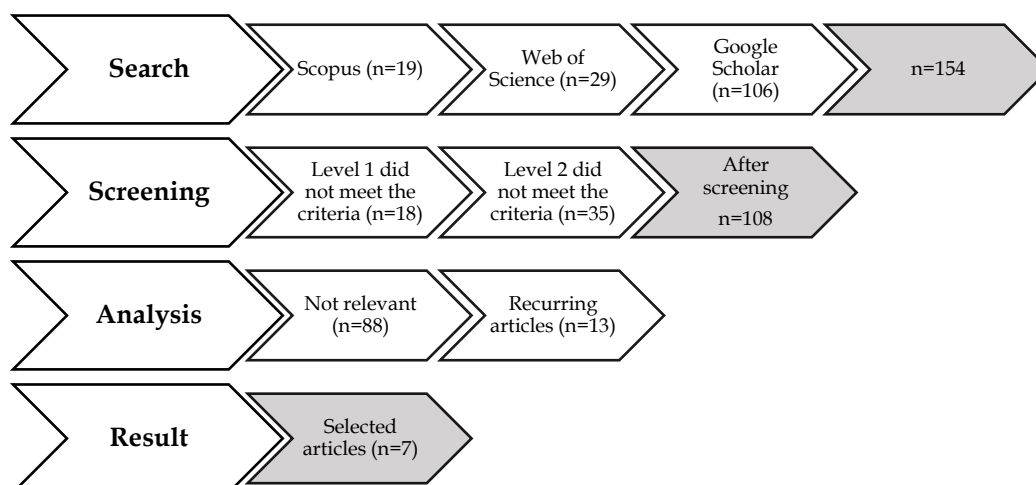 Search
Scopus (n=19)
Web of
Science (n=29)
Google
Scholar
(n=106)
n=154
Screening
Level 1 did
not meet the
criteria (n=18)
Level 2 did
not meet the
criteria (n=35)
After
screening
n=108
Analysis
Not relevant
(n=88)
Recurring
articles (n=13)
Result
Selected
articles (n=7)